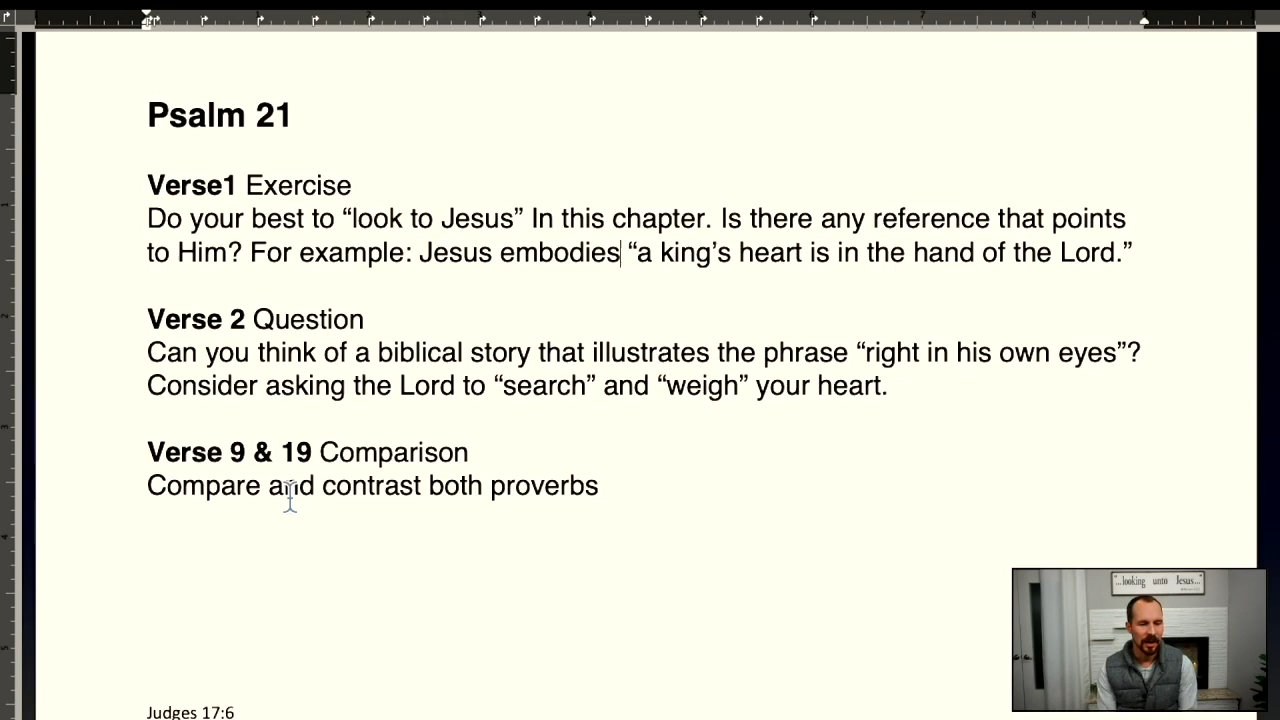 Psalm 21
Verse1 Exercise
Do your best to “look to Jesus” In this chapter. Is there any reference that points
to Him? For example: Jesus embodies “a king’s heart is in the hand of the Lord.”
Verse 2 Question
Can you think of a biblical story that illustrates the phrase “right in his own eyes”?
Consider asking the Lord to “search” and “weigh” your heart.
Verse 9 & 19 Comparison
Compare and contrast both proverbs
...looking unto Jesus...
Judges 17:6